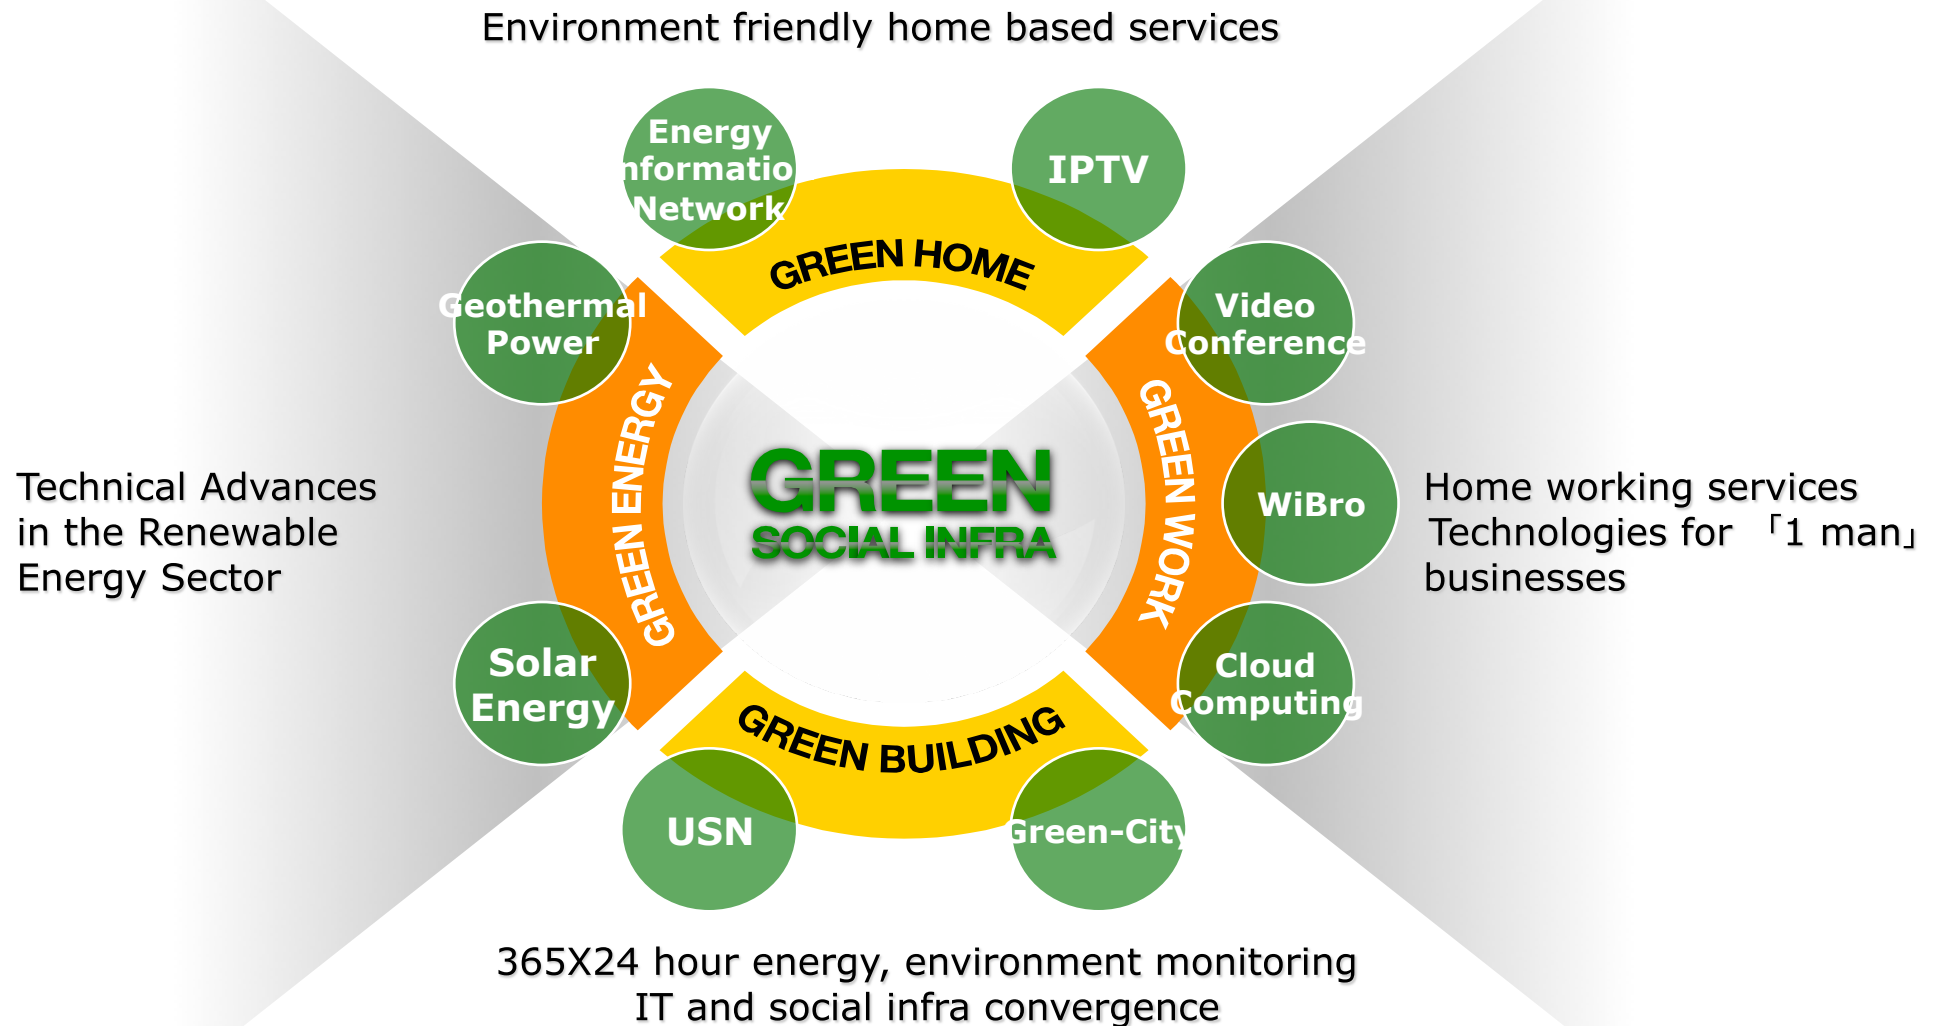 Environment friendly home based services
Energy
nformatio
Network
IPTV
GREEN HOME
Geothermal
Power
Video
Conference
GREEN ENERGY
GREEN
SOCIAL INFRA
GREEN WORK
WiBro
Technical Advances
in the Renewable
Energy Sector
Home working services
Technologies for 「1 man」
businesses
Solar
Energy
Cloud
Computing
GREEN BUILDING
USN
Green-City
365X24 hour energy, environment monitoring
IT and social infra convergence